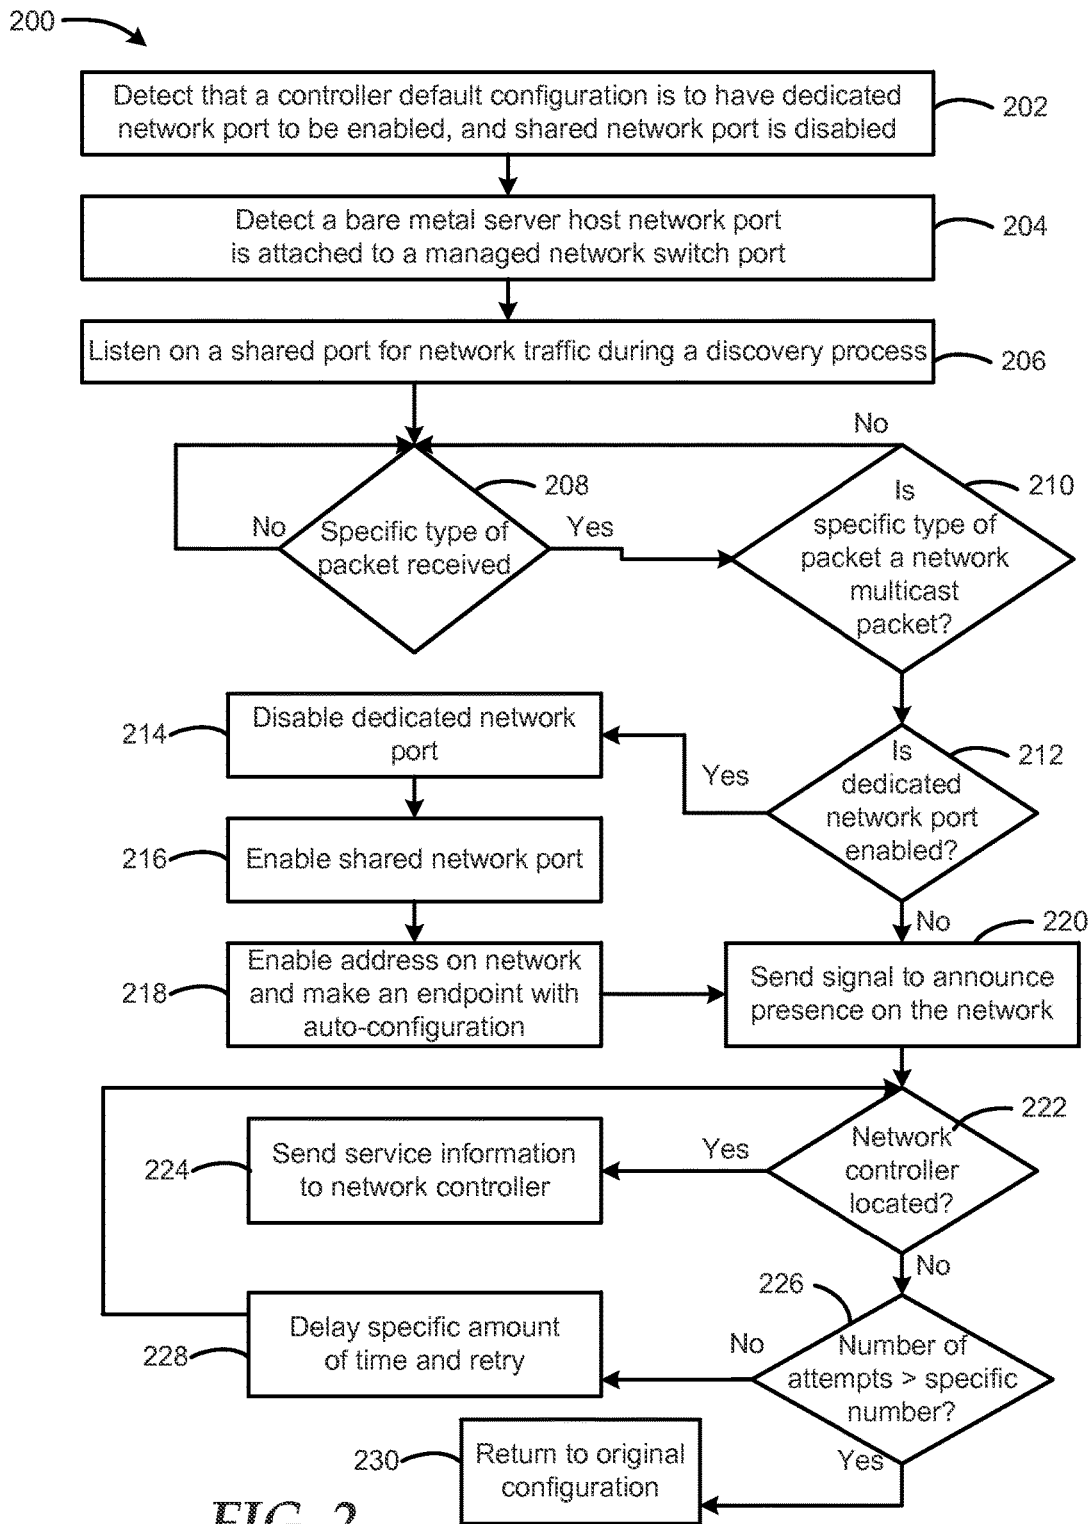 200
Detect that a controller default configuration is to have dedicated
network port to be enabled, and shared network port is disabled
202
Detect a bare metal server host network port
is attached to a managed network switch port
204
Listen on a shared port for network traffic during a discovery process
206
No
208
210
No
Specific type of
packet received
Yes
Is
specific type of
packet a network
multicast
packet?
214
Disable dedicated network
port
Yes
212
Is
dedicated
network port
enabled?
216
Enable shared network port
No
220
218
Enable address on network
and make an endpoint with
auto-configuration
Send signal to announce
presence on the network
222
224
Send service information
to network controller
Yes
Network
controller
located?
No
226
228
Delay specific amount
of time and retry
No
Number of
attempts > specific
number?
230
Return to original
configuration
Yes
FIG. 2